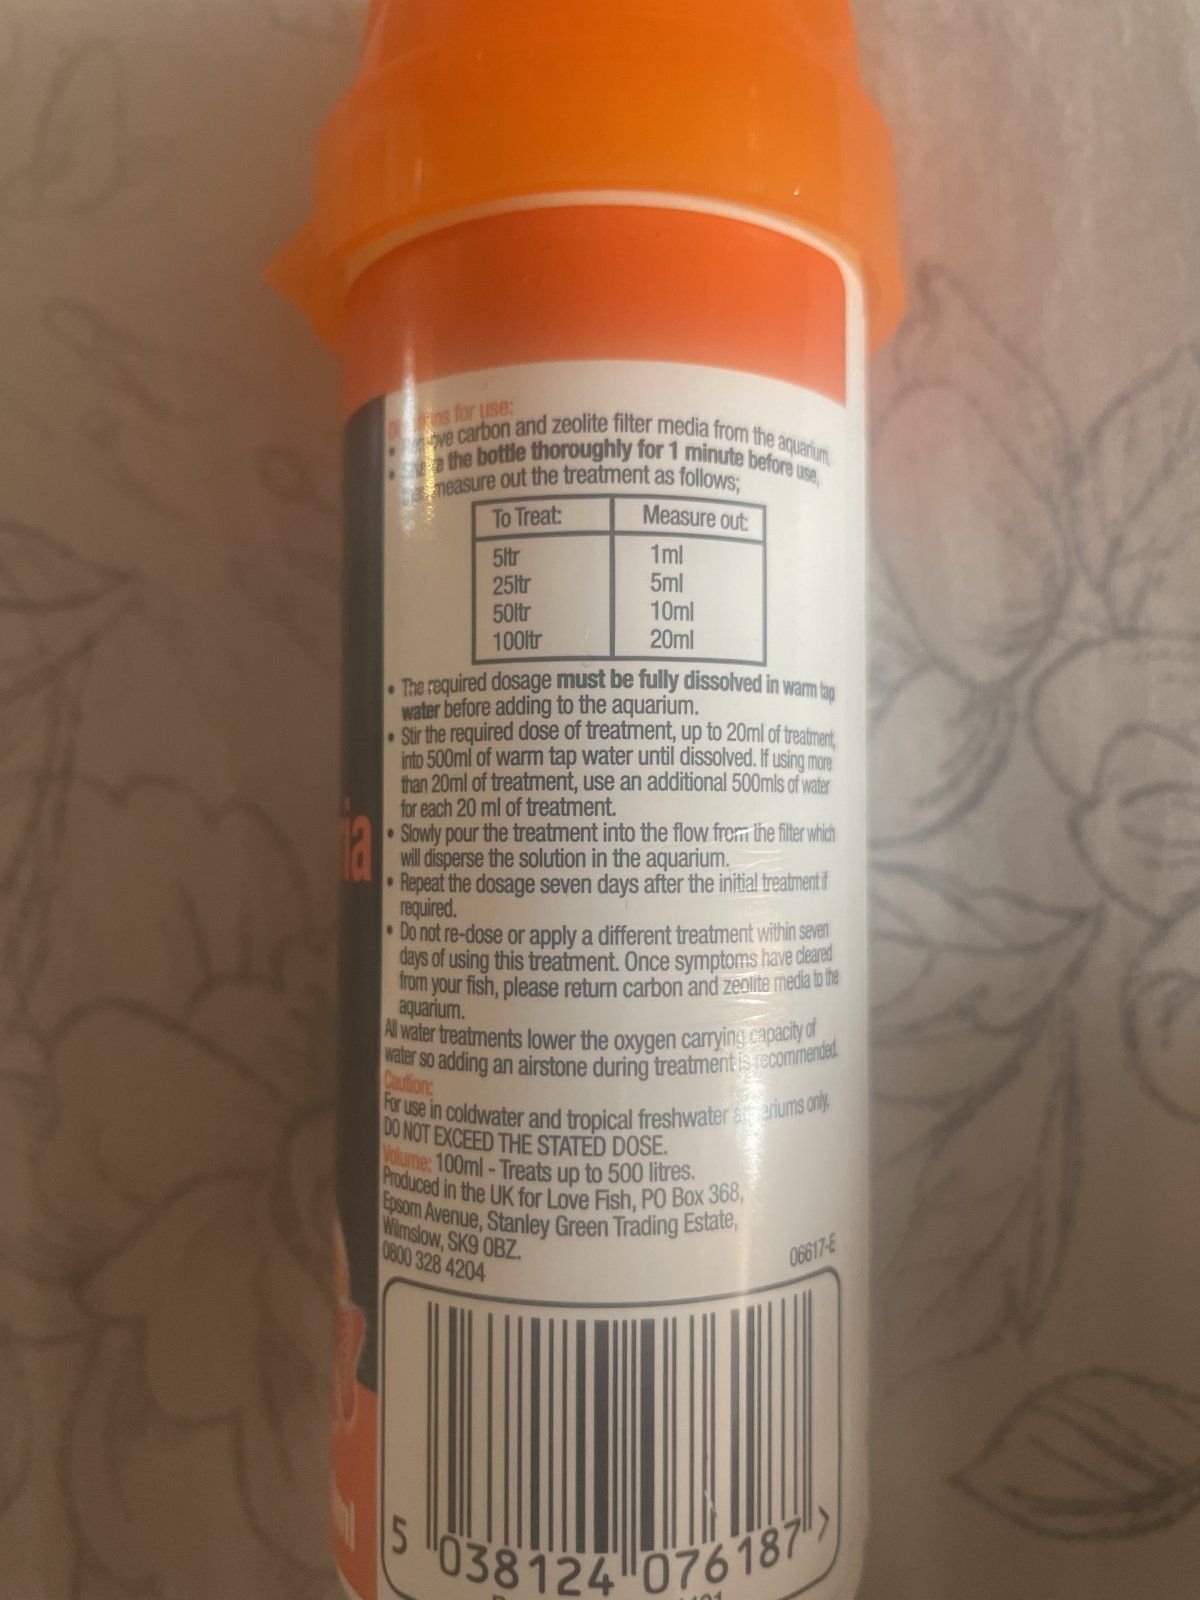 ns for use:
• ove carbon and zeolite filter media from the aquarium.
• the bottle thoroughly for 1 minute before use,
measure out the treatment as follows;
To Treat: Measure out:
5ltr 1ml
25ltr 5ml
50ltr 10ml
100ltr 20ml
• The required dosage must be fully dissolved in warm tap
water before adding to the aquarium.
• Stir the required dose of treatment, up to 20ml of treatment,
into 500ml of warm tap water until dissolved. If using more
than 20ml of treatment, use an additional 500mls of water
for each 20 ml of treatment.
• Slowly pour the treatment into the flow from the filter which
will disperse the solution in the aquarium.
• Repeat the dosage seven days after the initial treatment if
required.
• Do not re-dose or apply a different treatment within seven
days of using this treatment. Once symptoms have cleared
from your fish, please return carbon and zeolite media to the
aquarium.
All water treatments lower the oxygen carrying capacity of
water so adding an airstone during treatment is recommended.
Caution:
For use in coldwater and tropical freshwater aquariums only.
DO NOT EXCEED THE STATED DOSE.
Volume: 100ml - Treats up to 500 litres.
Produced in the UK for Love Fish, PO Box 368,
Epsom Avenue, Stanley Green Trading Estate,
Wilmslow, SK9 0BZ.
0800 328 4204
06617-E
5 038124 076187 >
ia
ml